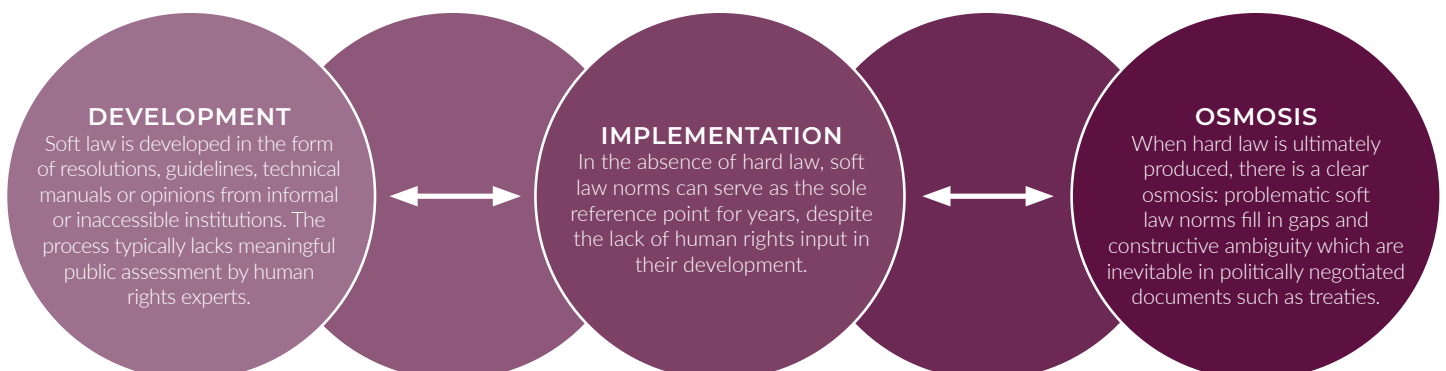 DEVELOPMENT
Soft law is developed in the form
of resolutions, guidelines, technical
manuals or opinions from informal
or inaccessible institutions. The
process typically lacks meaningful
public assessment by human
rights experts.
IMPLEMENTATION
In the absence of hard law, soft
law norms can serve as the sole
reference point for years, despite
the lack of human rights input in
their development.
OSMOSIS
When hard law is ultimately
produced, there is a clear
osmosis: problematic soft
law norms fill in gaps and
constructive ambiguity which are
inevitable in politically negotiated
documents such as treaties.